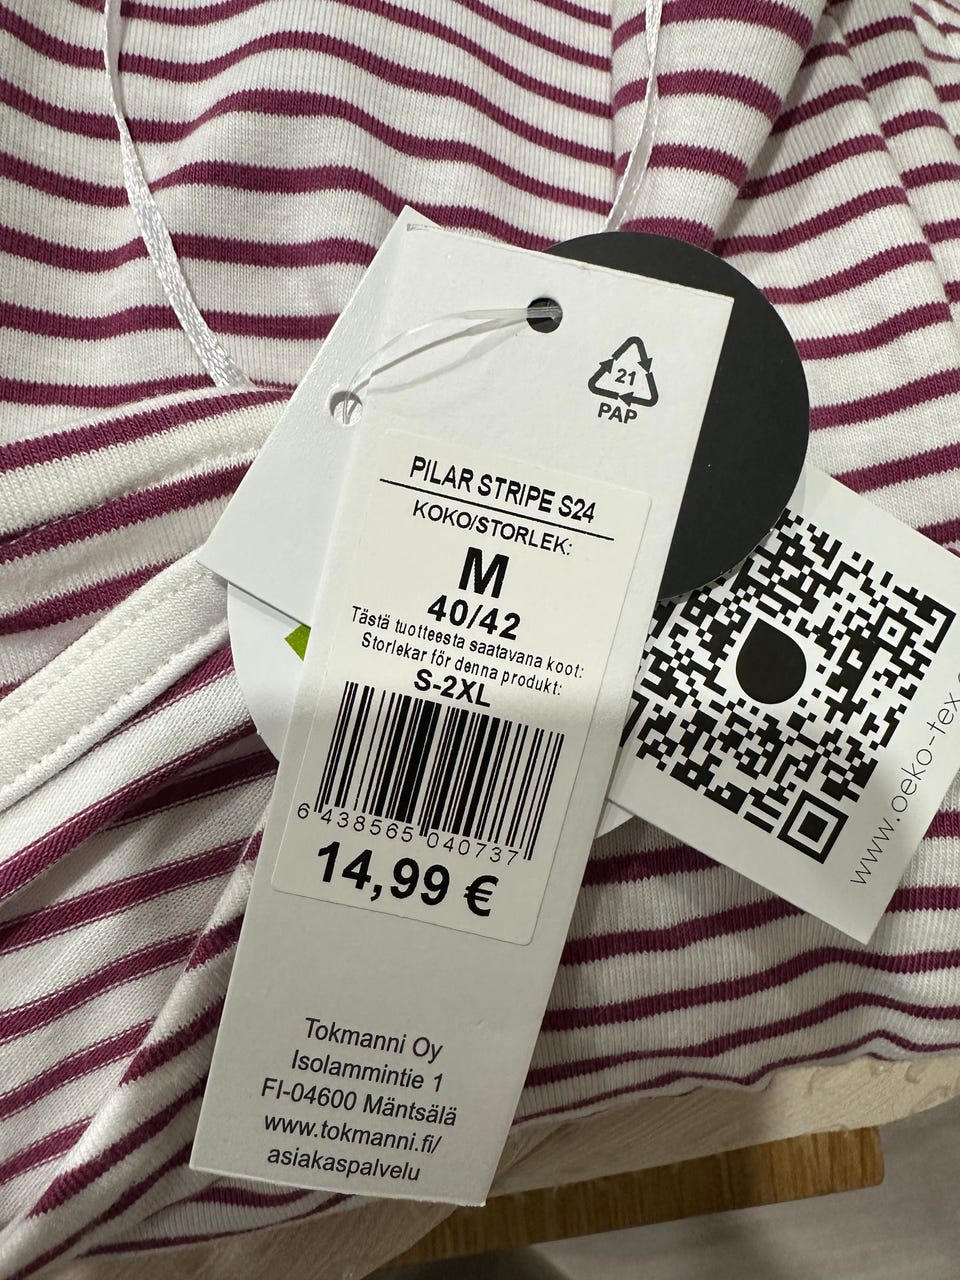 21
PAP
PILAR STRIPE S24
KOKO/STORLEK:
M
40/42
Tästä tuotteesta saatavana koot:
Storlekar för denna produkt:
S-2XL
6 438565 040737
14,99 €
Tokmanni Oy
Isolammintie 1
FI-04600 Mäntsälä
www.tokmanni.fi/
asiakaspalvelu
www.oeko-tex.